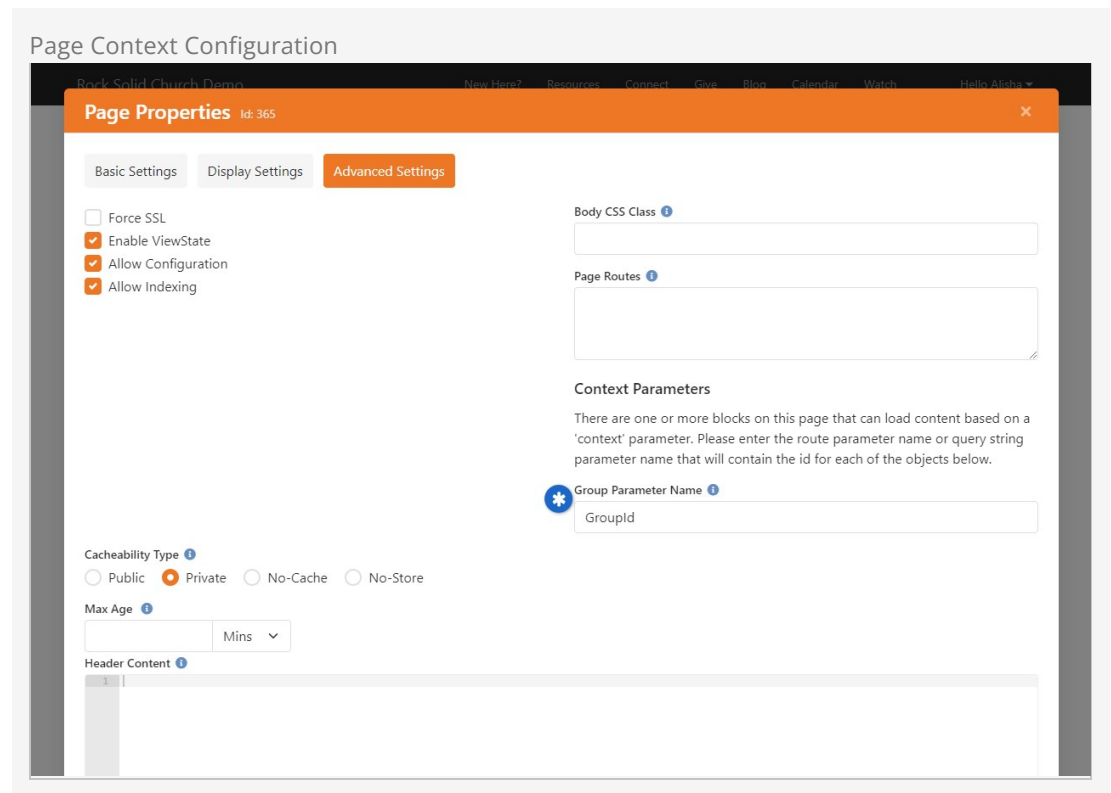 Page Context Configuration
Rock Solid Church Demo New Here? Resources Connect Give Blog Calendar Watch Hello Alisha
Page Properties Id: 365
Basic Settings Display Settings Advanced Settings
Force SSL
Enable ViewState
Allow Configuration
Allow Indexing
Body CSS Class
Page Routes
Context Parameters
There are one or more blocks on this page that can load content based on a
'context' parameter. Please enter the route parameter name or query string
parameter name that will contain the id for each of the objects below.
Group Parameter Name
GroupId
Cacheability Type
Public Private No-Cache No-Store
Max Age
Mins
Header Content
1